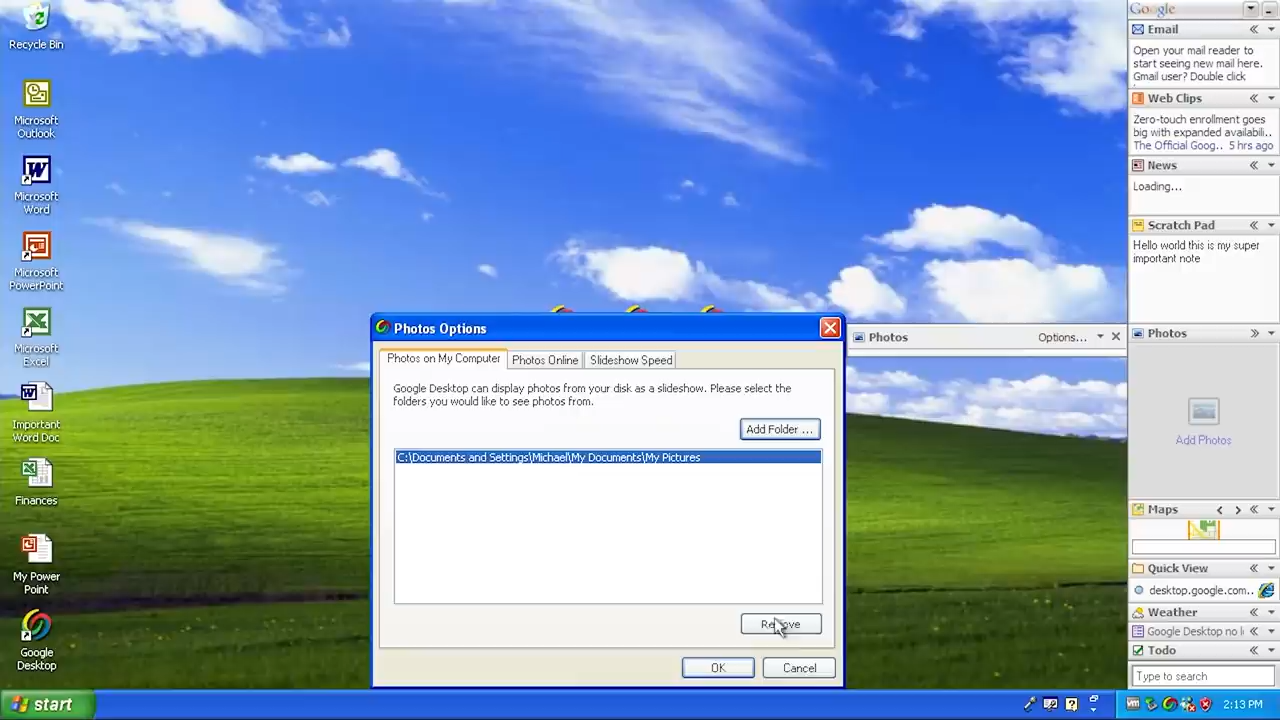 Recycle Bin
Microsoft
Outlook
Microsoft
Word
Microsoft
PowerPoint
Microsoft
Excel
Important
Word Doc
Finances
My Power
Point
Google
Desktop
Photos Options
Photos on My Computer
Photos Online
Slideshow Speed
Google Desktop can display photos from your disk as a slideshow. Please select the
folders you would like to see photos from.
Add Folder ...
C:\Documents and Settings\Michael\My Documents\My Pictures
Remove
OK
Cancel
Photos
Options...
Google
Email
Open your mail reader to
start seeing new mail here.
Gmail user? Double click
Web Clips
Zero-touch enrollment goes
big with expanded availabili..
The Official Goog.. 5 hrs ago
News
Loading...
Scratch Pad
Hello world this is my super
important note
Photos
Add Photos
Maps
Quick View
desktop.google.com..
Weather
Google Desktop no l
Todo
Type to search
start
2:13 PM